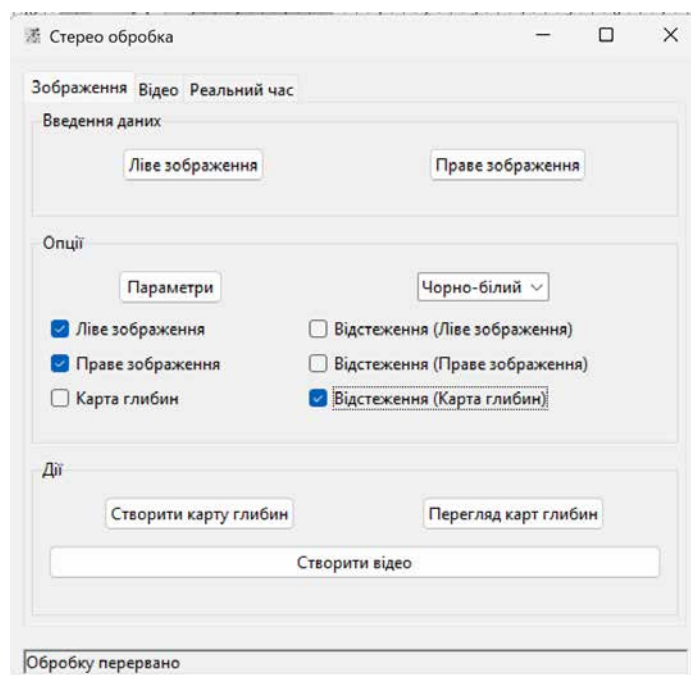 Стерео обробка
Зображення Відео Реальний час
Введення даних
Ліве зображення Праве зображення
Опції
Параметри Чорно-білий
Ліве зображення Відстеження (Ліве зображення)
Праве зображення Відстеження (Праве зображення)
Карта глибин Відстеження (Карта глибин)
Дії
Створити карту глибин Перегляд карт глибин
Створити відео
Обробку перервано